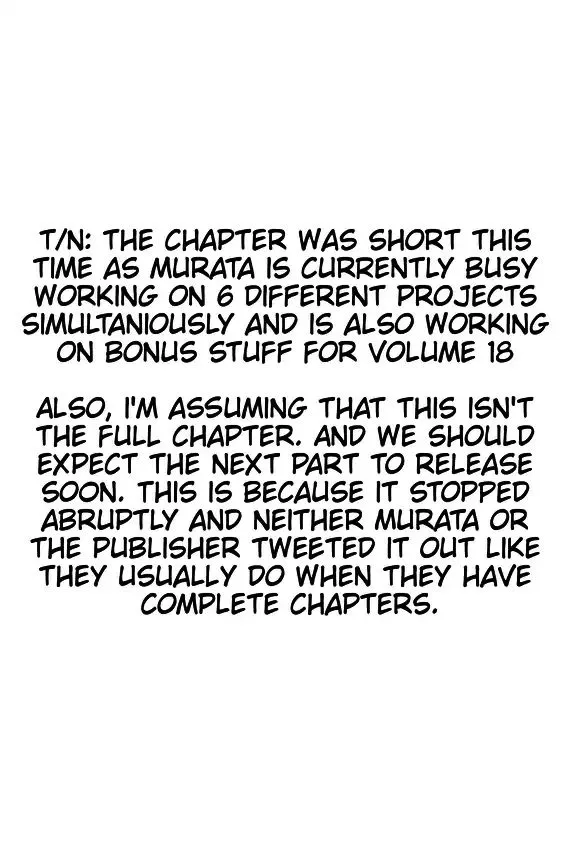 T/N: THE CHAPTER WAS SHORT THIS
TIME AS MURATA IS CURRENTLY BUSY
WORKING ON 6 DIFFERENT PROJECTS
SIMULTANIOUSLY AND IS ALSO WORKING
ON BONUS STUFF FOR VOLUME 18
ALSO, I'M ASSUMING THAT THIS ISN'T
THE FULL CHAPTER. AND WE SHOULD
EXPECT THE NEXT PART TO RELEASE
SOON. THIS IS BECAUSE IT STOPPED
ABRUPTLY AND NEITHER MURATA OR
THE PUBLISHER TWEETED IT OUT LIKE
THEY USUALLY DO WHEN THEY HAVE
COMPLETE CHAPTERS.